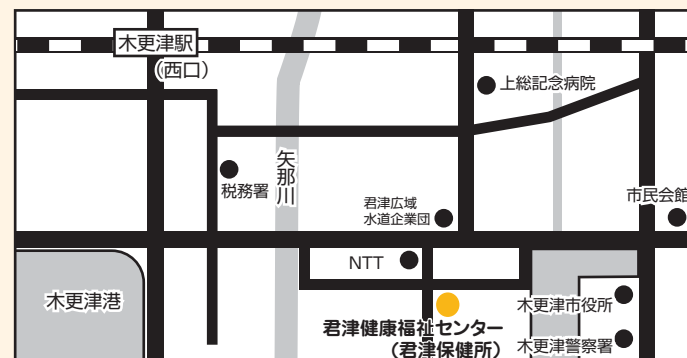 木更津駅
（西口）
上総記念病院
矢那川
税務署
市民会館
君津広域
水道企業団
NTT
木更津港
木更津市役所
君津健康福祉センター
（君津保健所）
木更津警察署